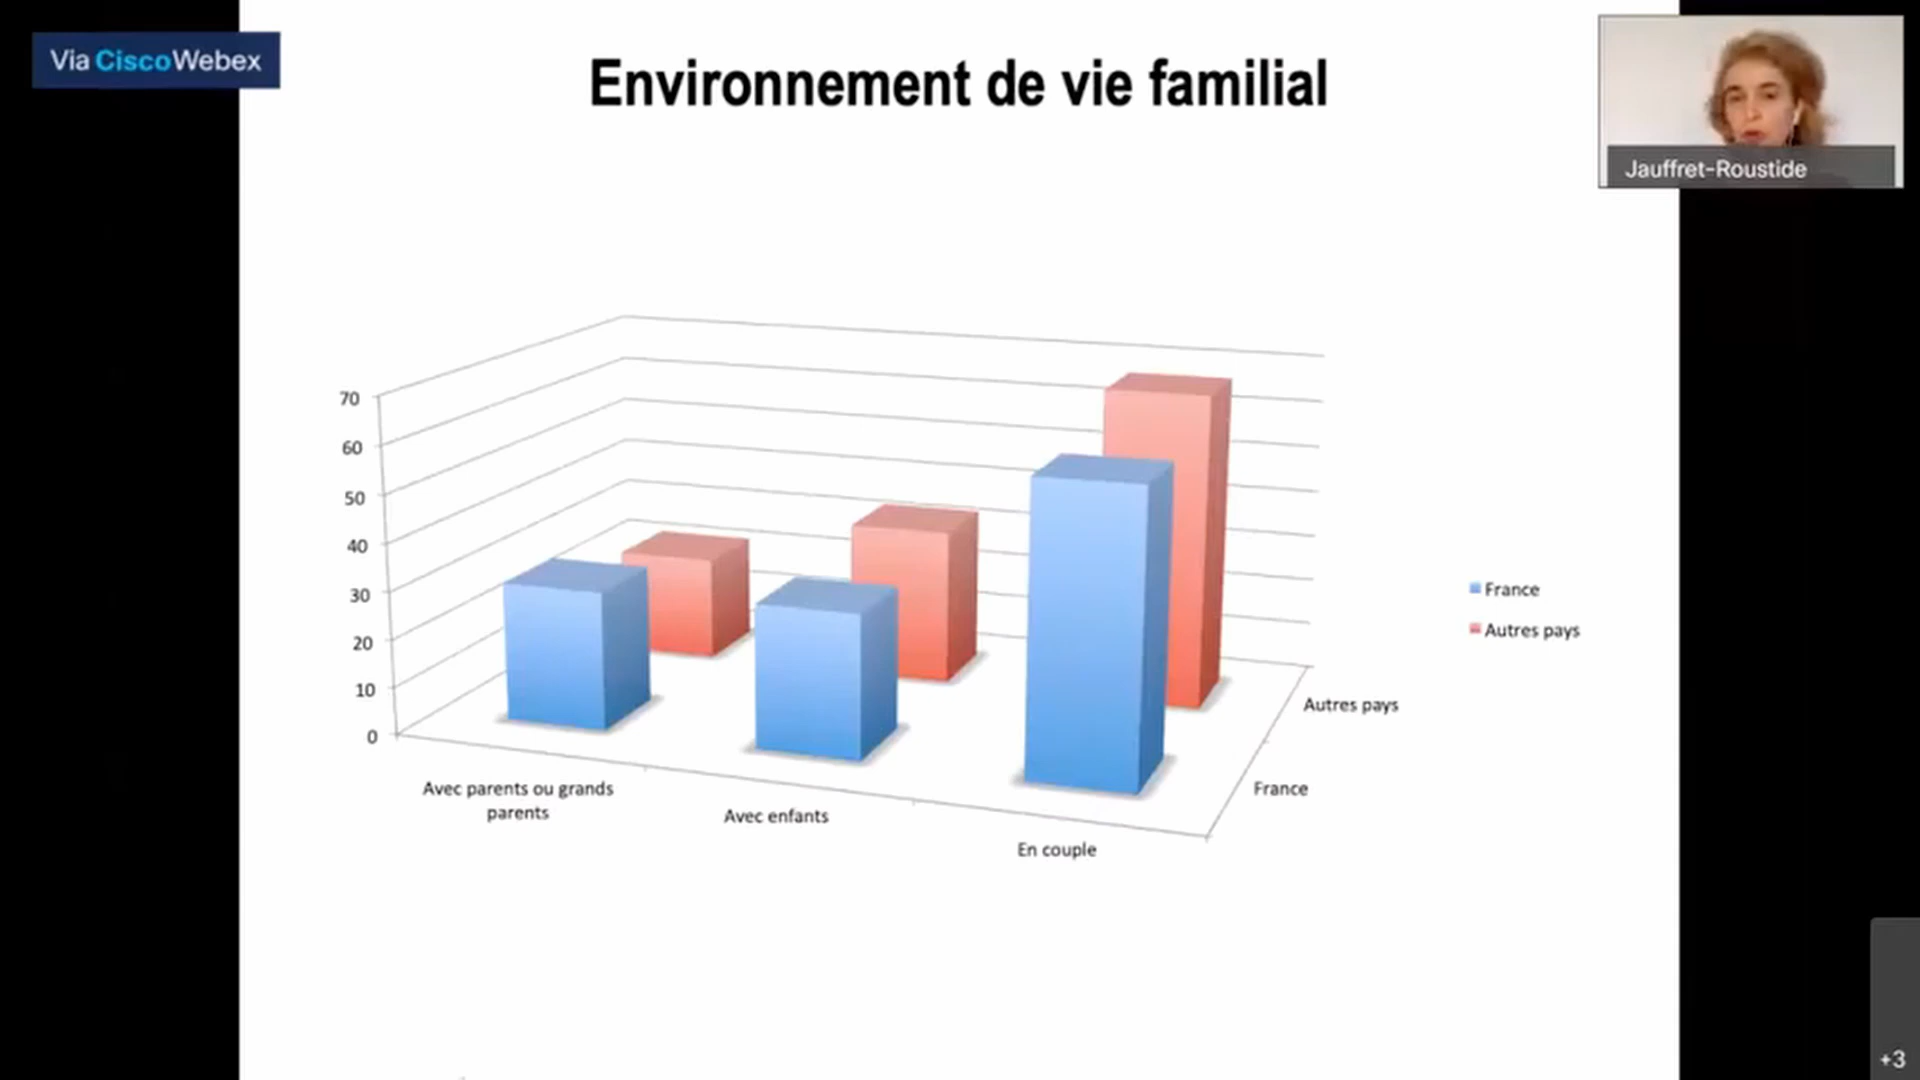 Via CiscoWebex
Environnement de vie familial
Jauffret-Roustide
70
60
50
40
30
20
10
0
Avec parents ou grands
parents
Avec enfants
En couple
Autres pays
France
France
Autres pays
+3